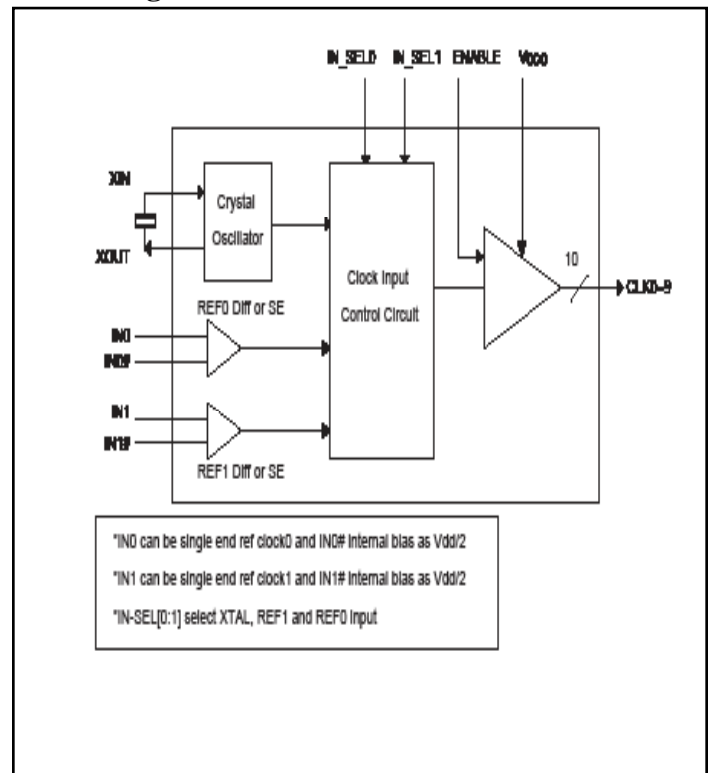 IN_SEL0 IN_SEL1 ENABLE VDDO
XIN
Crystal
Oscillator
XOUT
Clock Input
Control Circuit
10
CLK0-9
REF0 Diff or SE
IN0
IN0#
IN1
IN1#
REF1 Diff or SE
*IN0 can be single end ref clock0 and IN0# Internal bias as Vdd/2
*IN1 can be single end ref clock1 and IN1# Internal bias as Vdd/2
*IN-SEL[0:1] select XTAL, REF1 and REF0 Input